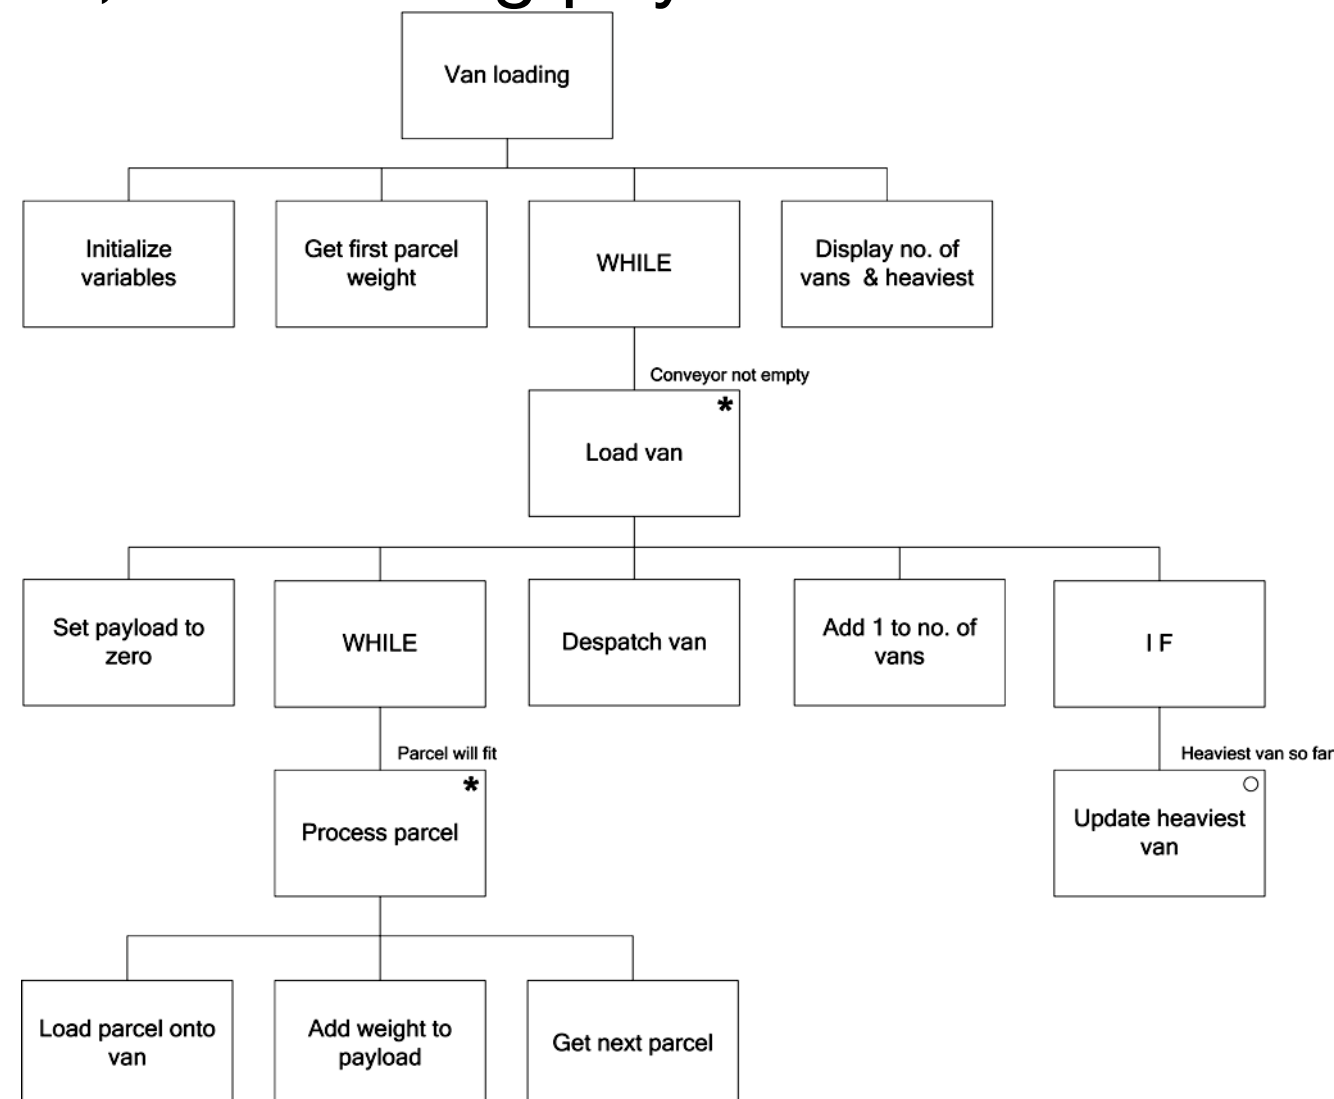 Van loading
Initialize
variables
Get first parcel
weight
WHILE
Display no. of
vans & heaviest
Conveyor not empty
*
Load van
Set payload to
zero
WHILE
Despatch van
Add 1 to no. of
vans
I F
Parcel will fit
Heaviest van so far
*
Process parcel
Update heaviest
van
Load parcel onto
van
Add weight to
payload
Get next parcel